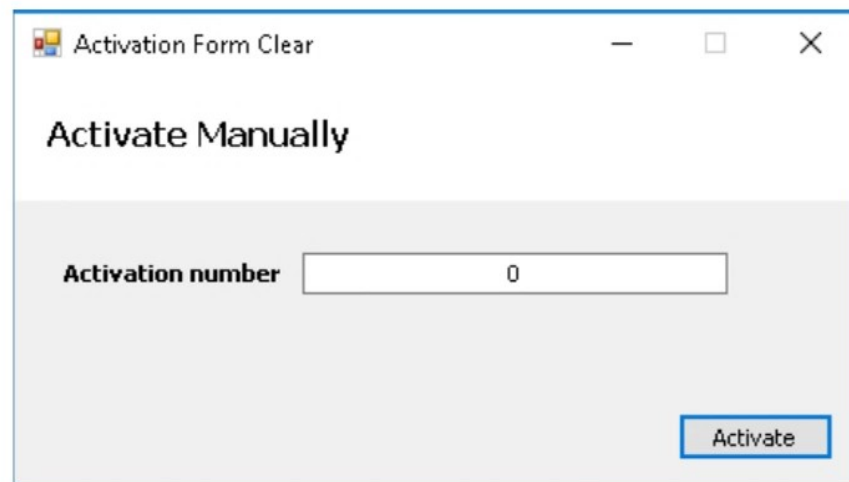 Activation Form Clear
Activate Manually
Activation number 0
Activate